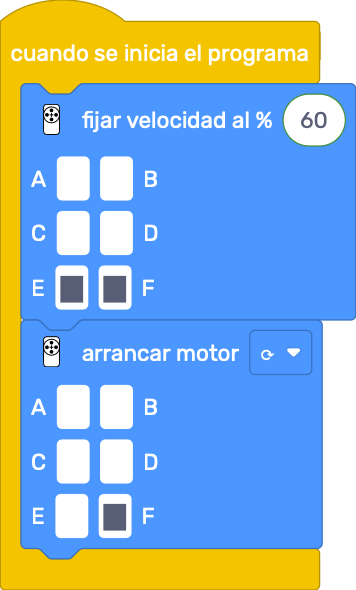 cuando se inicia el programa
fijar velocidad al % 60
A B
C D
E F
arrancar motor
A B
C D
E F